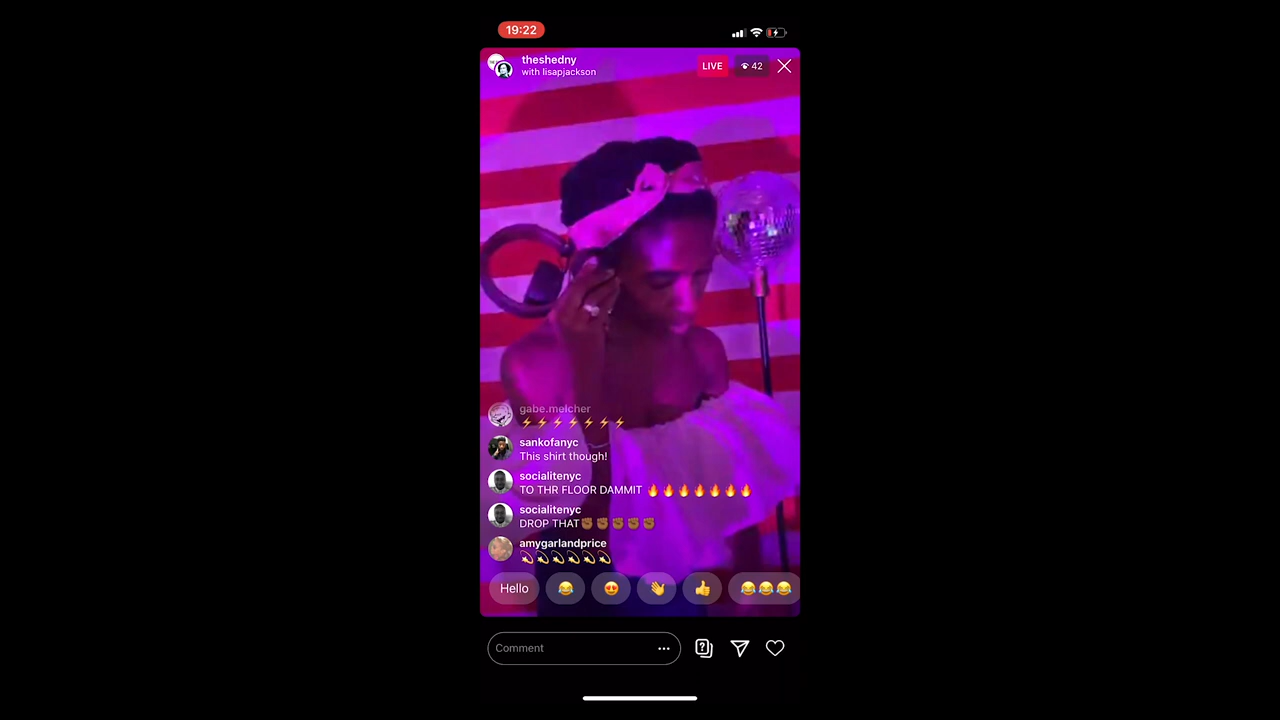 19:22
theshedny
with lisapjackson
LIVE
42
gabe.melcher
⚡⚡⚡⚡⚡⚡⚡
sankofanyc
This shirt though!
socialitenyc
TO THR FLOOR DAMMIT 🔥🔥🔥🔥🔥🔥🔥
socialitenyc
DROP THAT✊🏾✊🏾✊🏾✊🏾✊🏾
amygarlandprice
💫💫💫💫💫💫
Hello 😂 😍 👋 👍 😂😂😂
Comment